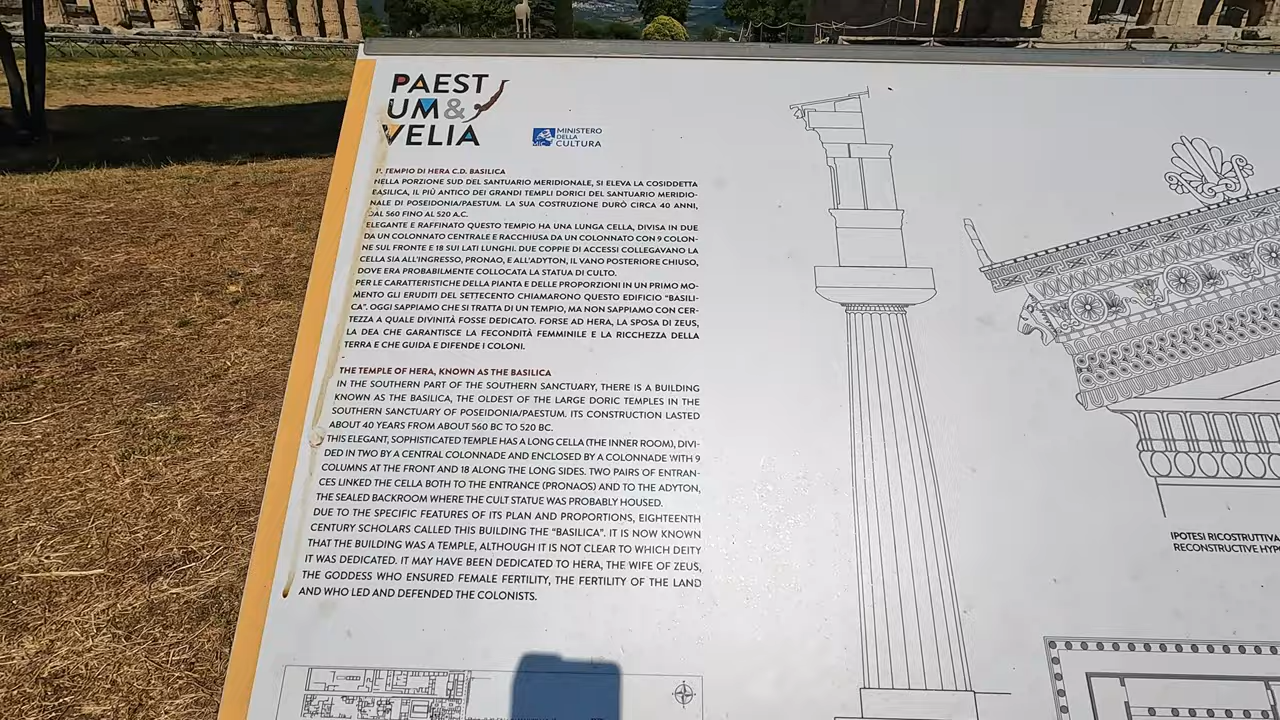 PAEST
UM&
VELIA
MIC
MINISTERO
DELLA
CULTURA
TEMPIO DI HERA C.D. BASILICA
NELLA PORZIONE SUD DEL SANTUARIO MERIDIONALE, SI ELEVA LA COSIDDETTA
BASILICA, IL PIÙ ANTICO DEI GRANDI TEMPLI DORICI DEL SANTUARIO MERIDIO-
NALE DI POSEIDONIA/PAESTUM. LA SUA COSTRUZIONE DURÒ CIRCA 40 ANNI,
DAL 560 FINO AL 520 A.C.
ELEGANTE E RAFFINATO QUESTO TEMPIO HA UNA LUNGA CELLA, DIVISA IN DUE
DA UN COLONNATO CENTRALE E RACCHIUSA DA UN COLONNATO CON 9 COLON-
NE SUL FRONTE E 18 SUI LATI LUNGHI. DUE COPPIE DI ACCESSI COLLEGAVANO LA
CELLA SIA ALL'INGRESSO, PRONAO, E ALL'ADYTON, IL VANO POSTERIORE CHIUSO,
DOVE ERA PROBABILMENTE COLLOCATA LA STATUA DI CULTO.
PER LE CARATTERISTICHE DELLA PIANTA E DELLE PROPORZIONI IN UN PRIMO MO-
MENTO GLI ERUDITI DEL SETTECENTO CHIAMARONO QUESTO EDIFICIO "BASILI-
CA". OGGI SAPPIAMO CHE SI TRATTA DI UN TEMPIO, MA NON SAPPIAMO CON CER-
TEZZA A QUALE DIVINITÀ FOSSE DEDICATO. FORSE AD HERA, LA SPOSA DI ZEUS,
LA DEA CHE GARANTISCE LA FECONDITÀ FEMMINILE E LA RICCHEZZA DELLA
TERRA E CHE GUIDA E DIFENDE I COLONI.
-
THE TEMPLE OF HERA, KNOWN AS THE BASILICA
IN THE SOUTHERN PART OF THE SOUTHERN SANCTUARY, THERE IS A BUILDING
KNOWN AS THE BASILICA, THE OLDEST OF THE LARGE DORIC TEMPLES IN THE
SOUTHERN SANCTUARY OF POSEIDONIA/PAESTUM. ITS CONSTRUCTION LASTED
ABOUT 40 YEARS FROM ABOUT 560 BC TO 520 BC.
THIS ELEGANT, SOPHISTICATED TEMPLE HAS A LONG CELLA (THE INNER ROOM), DIVI-
DED IN TWO BY A CENTRAL COLONNADE AND ENCLOSED BY A COLONNADE WITH 9
COLUMNS AT THE FRONT AND 18 ALONG THE LONG SIDES. TWO PAIRS OF ENTRAN-
CES LINKED THE CELLA BOTH TO THE ENTRANCE (PRONAOS) AND TO THE ADYTON,
THE SEALED BACKROOM WHERE THE CULT STATUE WAS PROBABLY HOUSED.
DUE TO THE SPECIFIC FEATURES OF ITS PLAN AND PROPORTIONS, EIGHTEENTH
CENTURY SCHOLARS CALLED THIS BUILDING THE "BASILICA". IT IS NOW KNOWN
THAT THE BUILDING WAS A TEMPLE, ALTHOUGH IT IS NOT CLEAR TO WHICH DEITY
IT WAS DEDICATED. IT MAY HAVE BEEN DEDICATED TO HERA, THE WIFE OF ZEUS,
THE GODDESS WHO ENSURED FEMALE FERTILITY, THE FERTILITY OF THE LAND
AND WHO LED AND DEFENDED THE COLONISTS.
IPOTESI RICOSTRUTTIVA
RECONSTRUCTIVE HYP